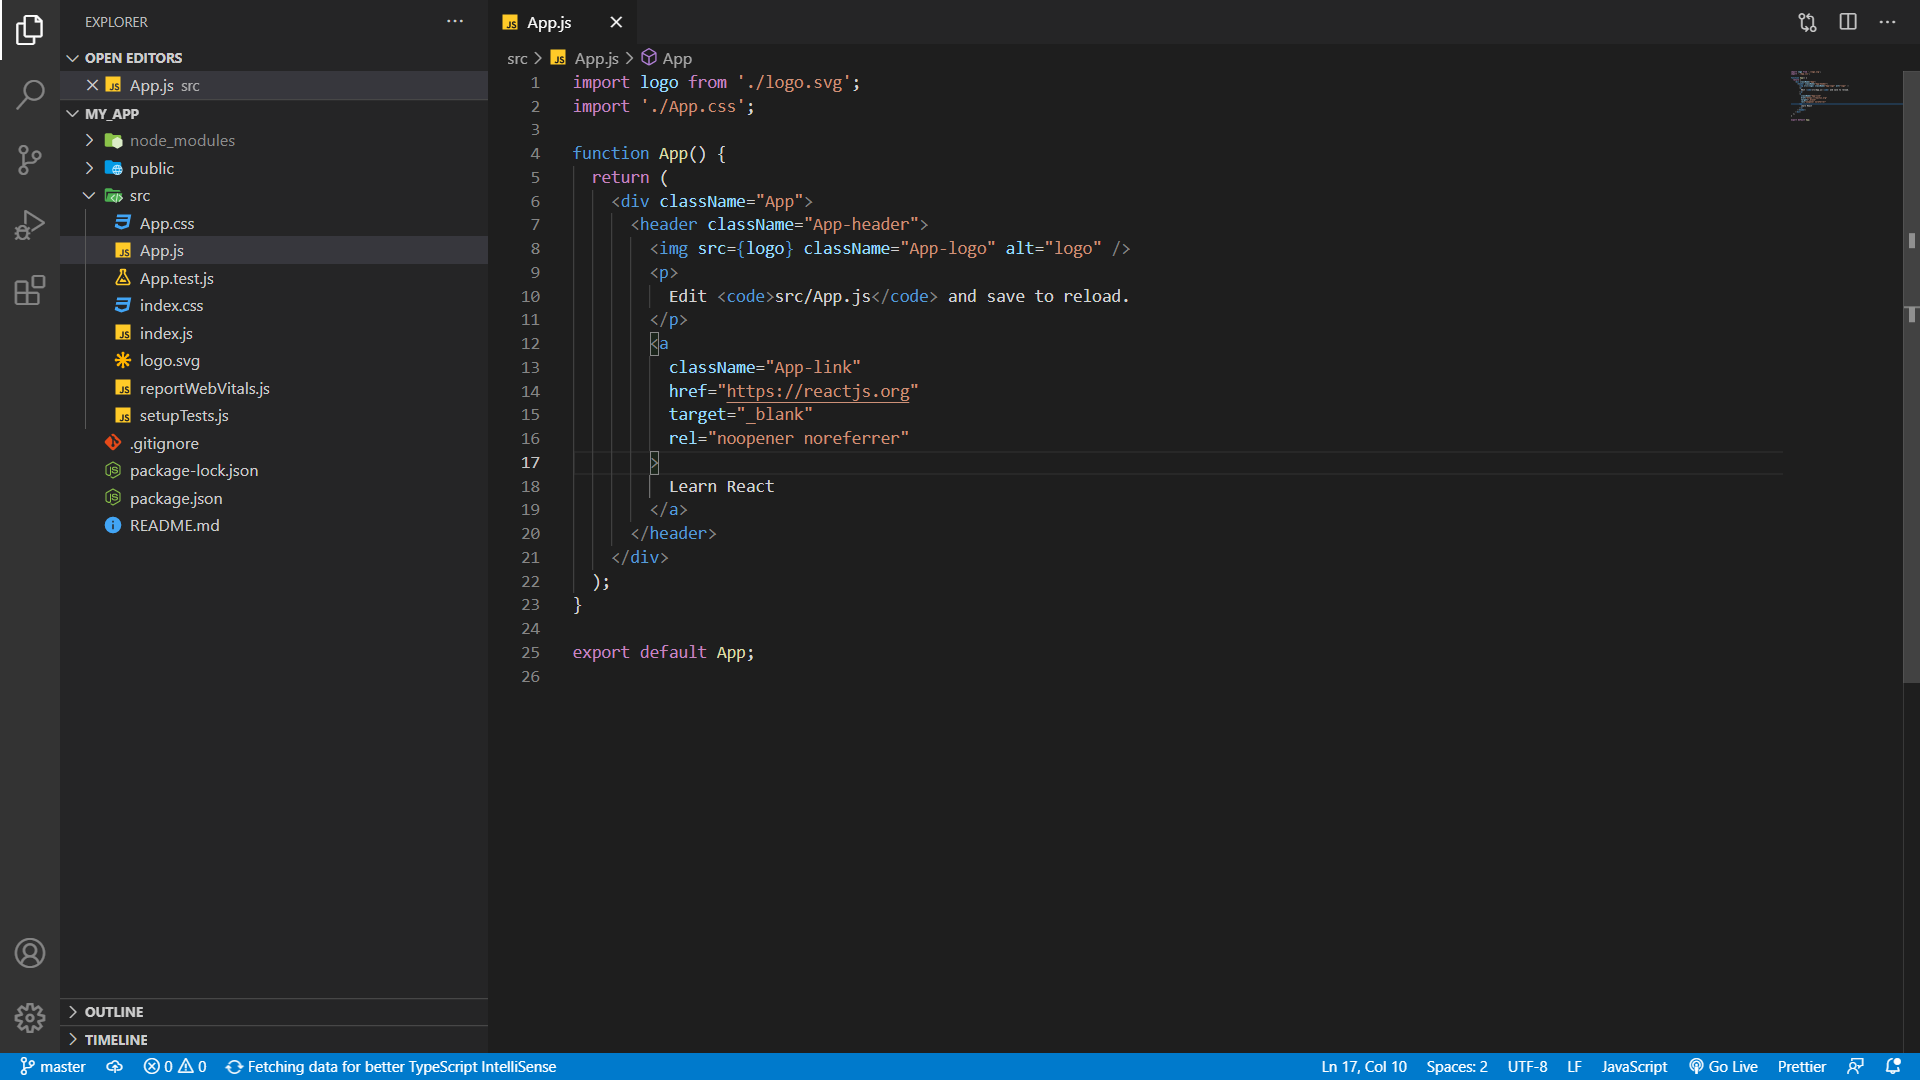 EXPLORER
OPEN EDITORS
App.js src
MY_APP
node_modules
public
src
App.css
App.js
App.test.js
index.css
index.js
logo.svg
reportWebVitals.js
setupTests.js
.gitignore
package-lock.json
package.json
README.md
OUTLINE
TIMELINE
App.js
src > App.js > App
1 import logo from './logo.svg';
2 import './App.css';
3
4 function App() {
5 return (
6 <div className="App">
7 <header className="App-header">
8 <img src={logo} className="App-logo" alt="logo" />
9 <p>
10 Edit <code>src/App.js</code> and save to reload.
11 </p>
12 <a
13 className="App-link"
14 href="https://reactjs.org"
15 target="_blank"
16 rel="noopener noreferrer"
17 >
18 Learn React
19 </a>
20 </header>
21 </div>
22 );
23 }
24
25 export default App;
26
master 0 0 Fetching data for better TypeScript IntelliSense Ln 17, Col 10 Spaces: 2 UTF-8 LF JavaScript Go Live Prettier